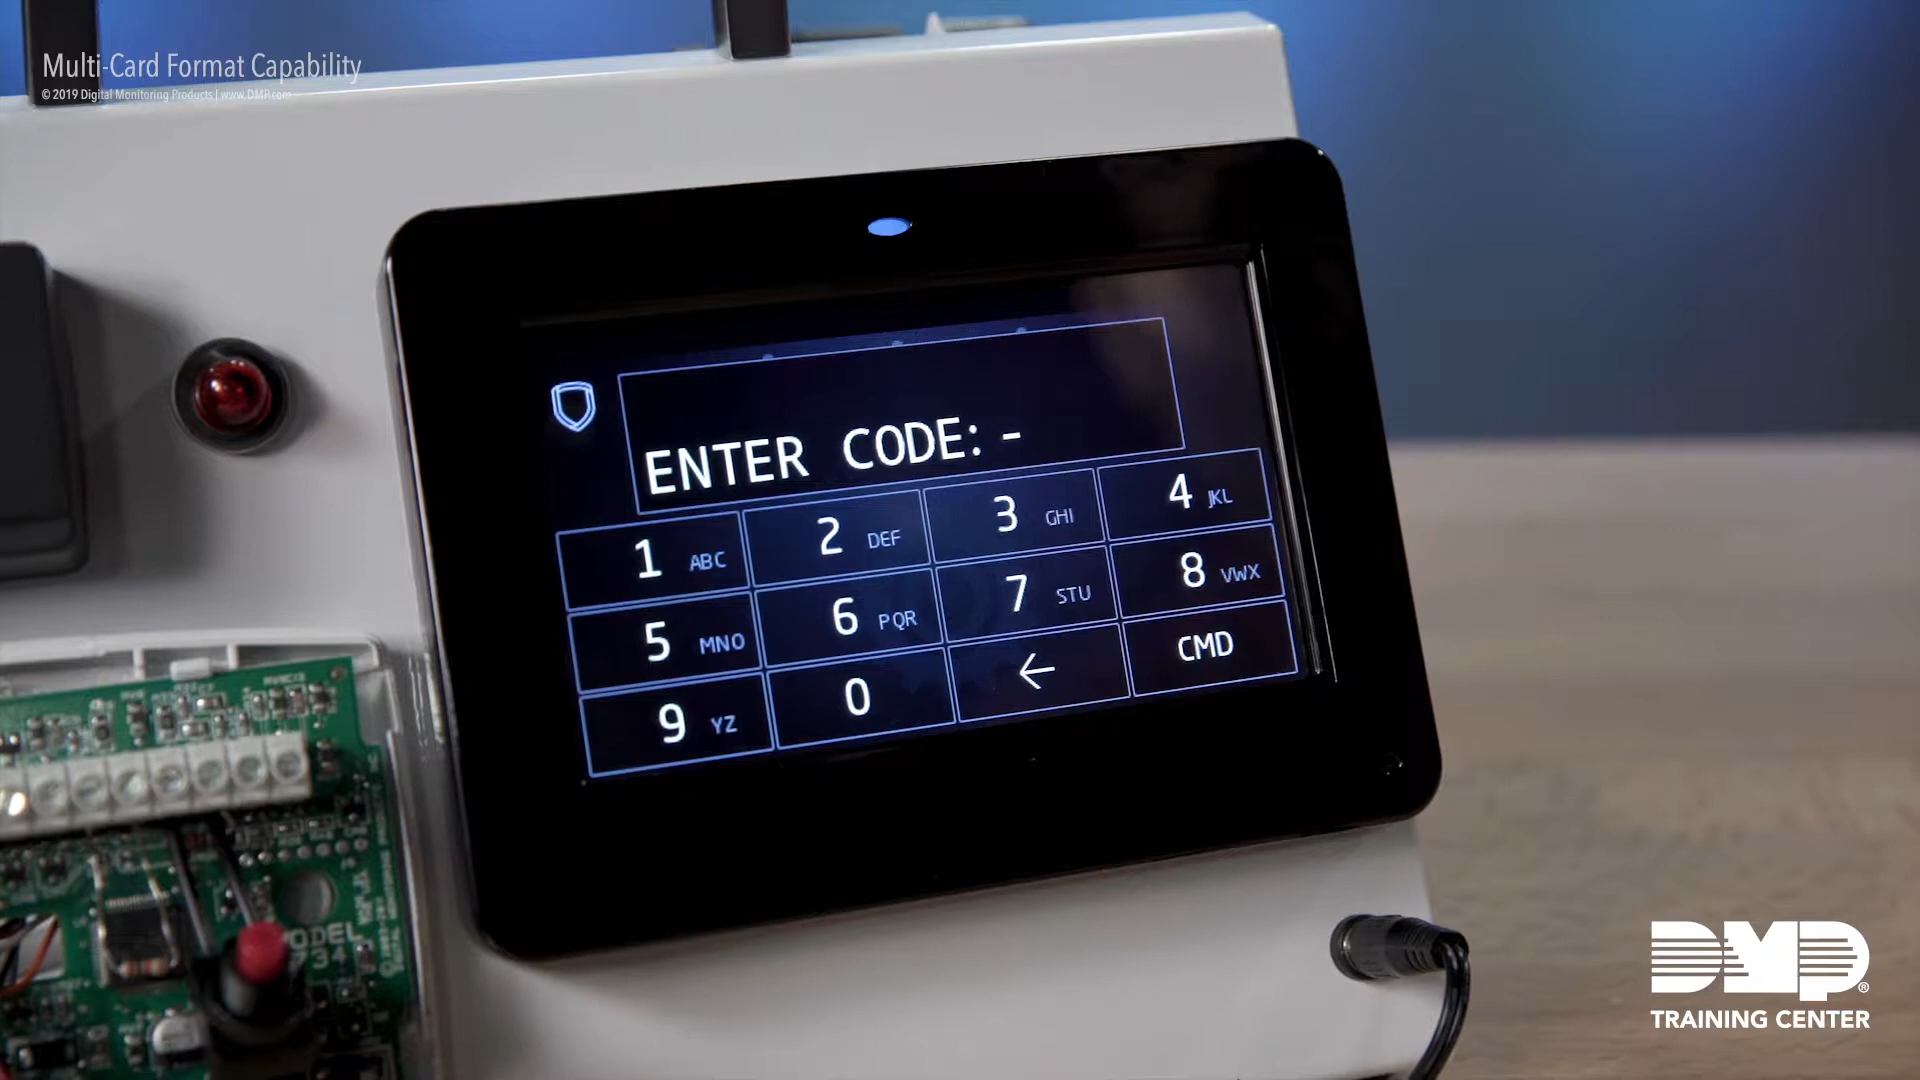 Multi-Card Format Capability
© 2019 Digital Monitoring Products | www.DMP.com
ENTER CODE: -
1 ABC
2 DEF
3 GHI
4 JKL
5 MNO
6 PQR
7 STU
8 VWX
9 YZ
0
←
CMD
MODEL
DMP®
TRAINING CENTER